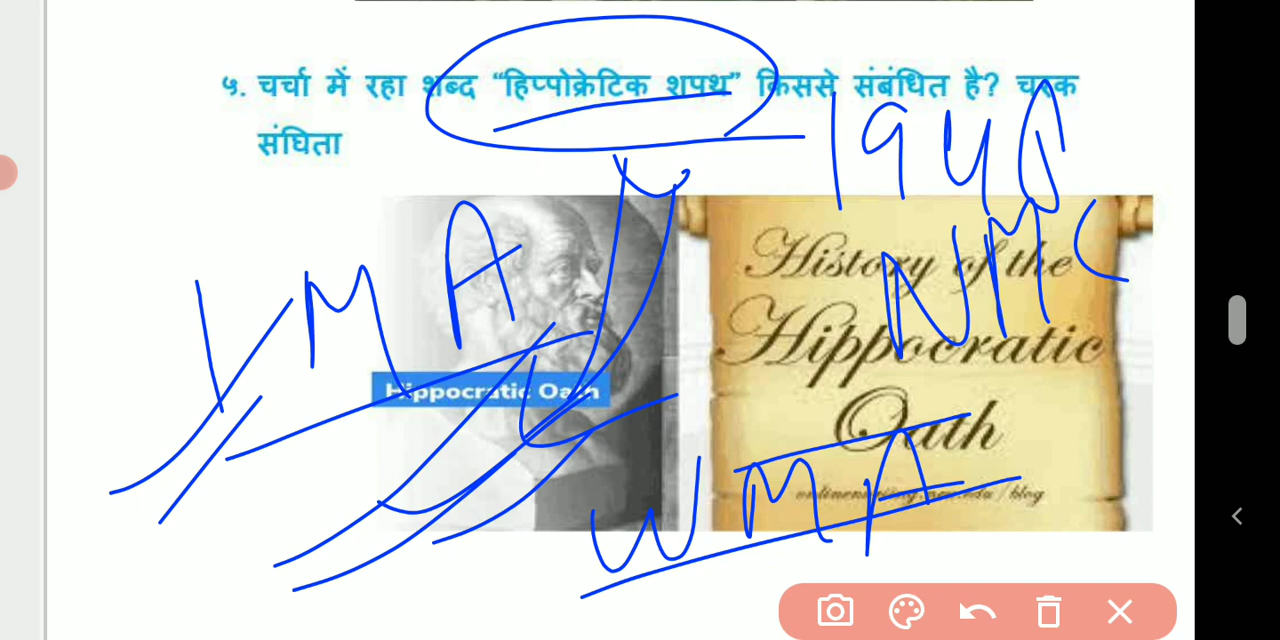 ५. चर्चा में रहा शब्द “हिप्पोक्रेटिक शपथ” किससे संबंधित है? चरक
संघिता
1948
NMC
IMA
History of the
Hippocratic
Oath
Hippocratic Oath
WMA